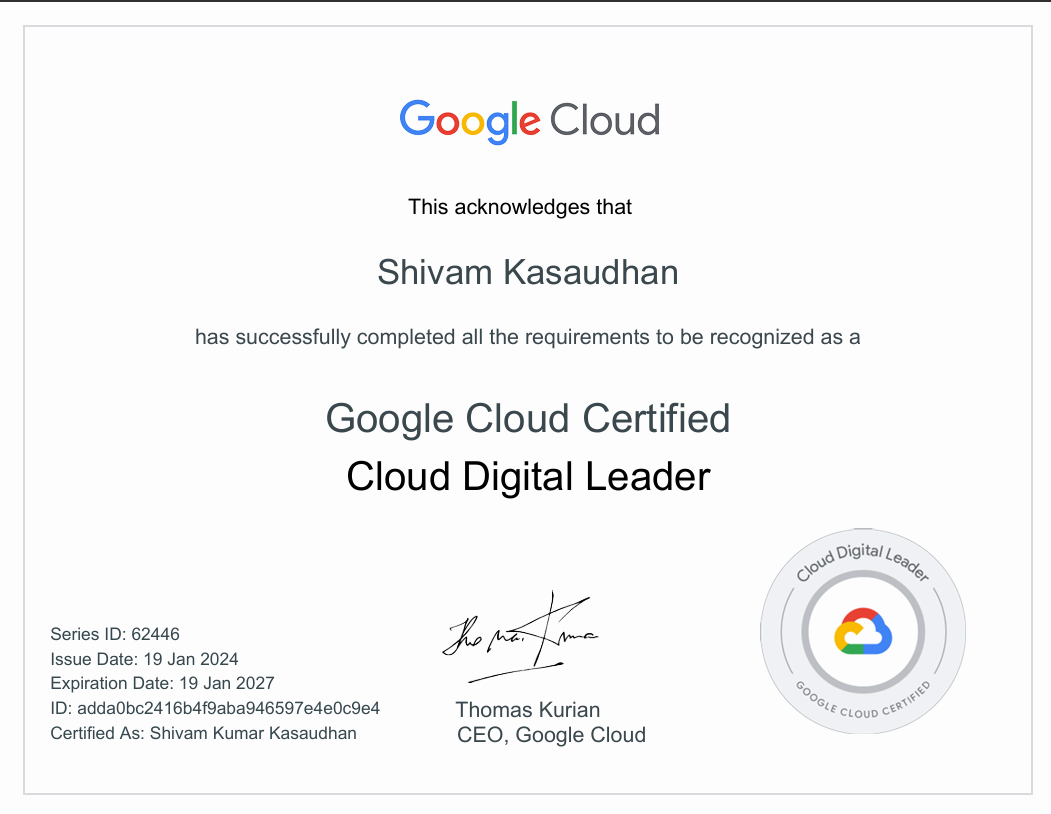 Google Cloud
This acknowledges that
Shivam Kasaudhan
has successfully completed all the requirements to be recognized as a
Google Cloud Certified
Cloud Digital Leader
Series ID: 62446
Issue Date: 19 Jan 2024
Expiration Date: 19 Jan 2027
ID: adda0bc2416b4f9aba946597e4e0c9e4
Certified As: Shivam Kumar Kasaudhan
Thomas Kurian
Thomas Kurian
CEO, Google Cloud
Cloud Digital Leader
GOOGLE CLOUD CERTIFIED